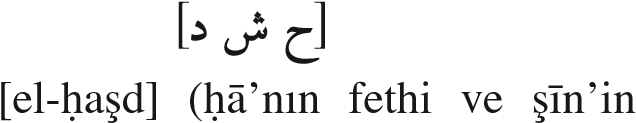 [ح ش د]
[el-ḥaşd] (ḥā’nın fethi ve şīn’in